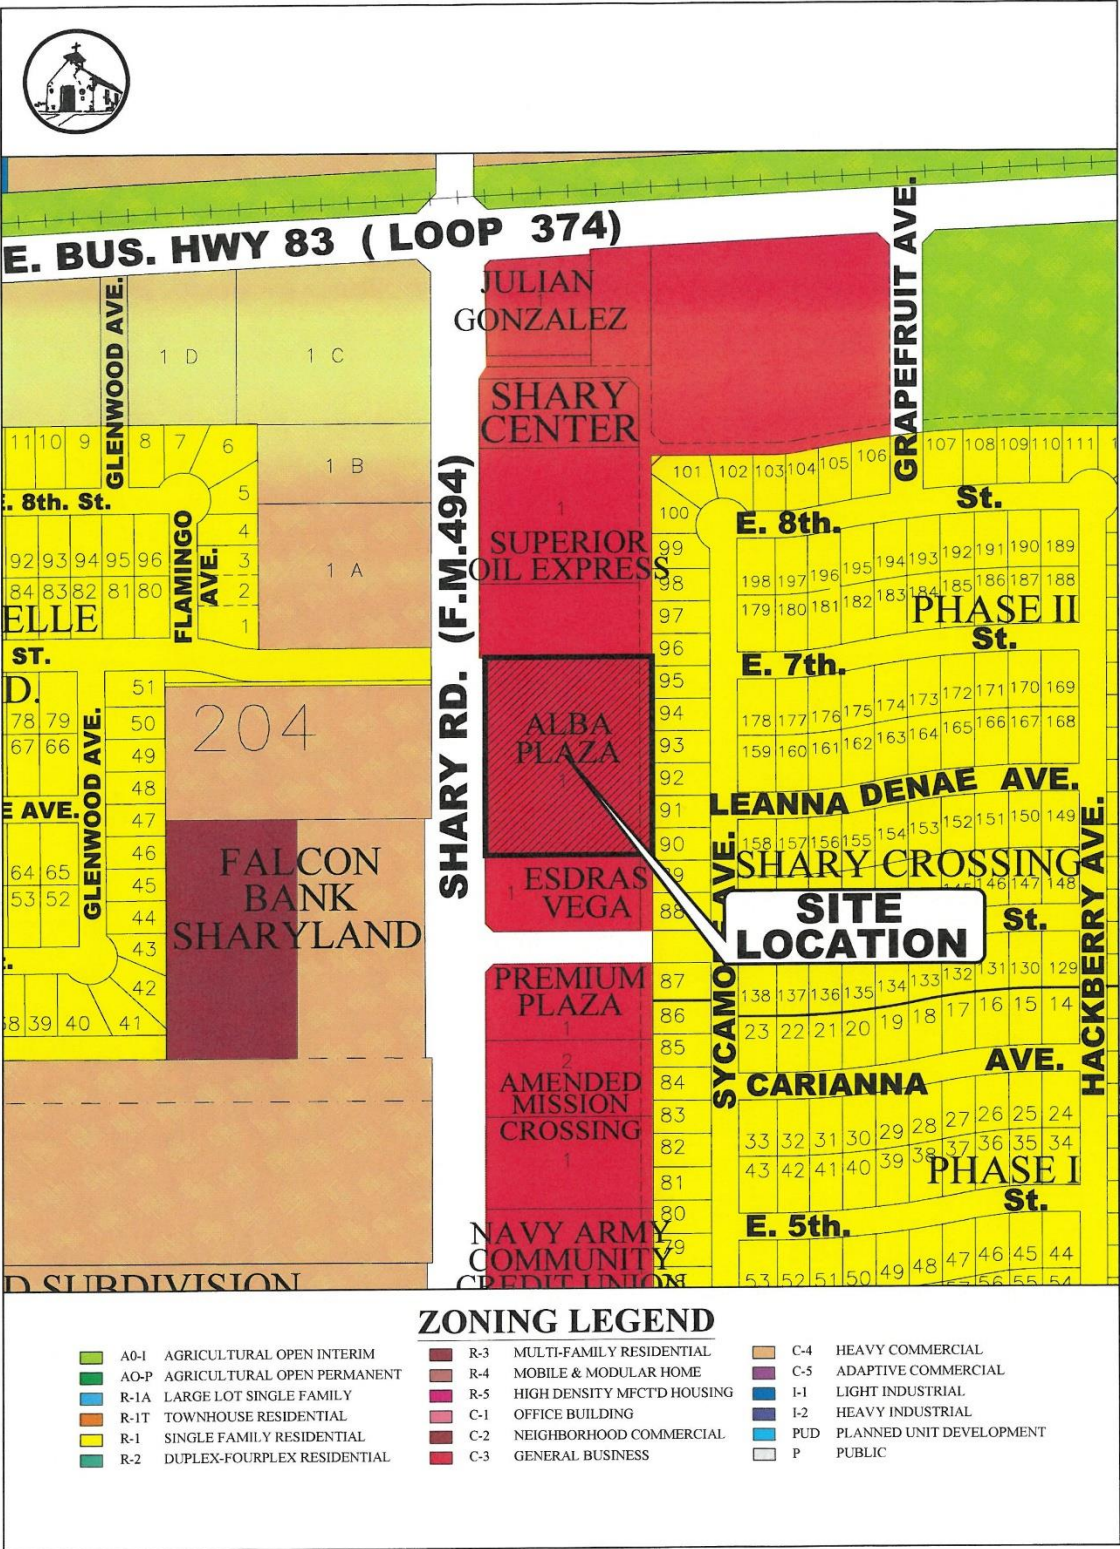 E. BUS. HWY 83 ( LOOP 374)
GRAPEFRUIT AVE.
GLENWOOD AVE.
1 D
1 C
JULIAN
GONZALEZ
SHARY
CENTER
11 10 9 8 7 6
5
4
3
2
1
1 B
1 A
E. 8th. St.
FLAMINGO
AVE.
92 93 94 95 96
84 83 82 81 80
ELLE
ST.
SHARY RD. (F.M.494)
1
SUPERIOR
OIL EXPRESS
101 102 103 104 105 106
107 108 109 110 111
100
99
98
97
96
95
94
93
92
91
90
88
E. 8th. St.
198 197 196 195 194 193 192 191 190 189
179 180 181 182 183 184 185 186 187 188
PHASE II
E. 7th. St.
178 177 176 175 174 173 172 171 170 169
159 160 161 162 163 164 165 166 167 168
LEANNA DENAE AVE.
158 157 156 155 154 153 152 151 150 149
SHARY CROSSING
146 147 148
D.
78 79
67 66
51
50
49
48
47
46
45
44
43
42
41
GLENWOOD AVE.
E AVE.
64 65
53 52
39 40
204
ALBA
PLAZA
1
FALCON
BANK
SHARYLAND
1
ESDRAS
VEGA
SITE
LOCATION
St.
SYCAMO
E AVE.
HACKBERRY AVE.
PREMIUM
PLAZA
1
87
86
85
84
83
82
81
80
79
138 137 136 135 134 133 132 131 130 129
23 22 21 20 19 18 17 16 15 14
CARIANNA AVE.
2
AMENDED
MISSION
CROSSING
1
33 32 31 30 29 28 27 26 25 24
43 42 41 40 39 38 37 36 35 34
PHASE I
E. 5th. St.
NAVY ARMY
COMMUNITY
CREDIT UNION
53 52 51 50 49 48 47 46 45 44
56 55 54
D SUBDIVISION
ZONING LEGEND
A0-I AGRICULTURAL OPEN INTERIM
AO-P AGRICULTURAL OPEN PERMANENT
R-1A LARGE LOT SINGLE FAMILY
R-1T TOWNHOUSE RESIDENTIAL
R-1 SINGLE FAMILY RESIDENTIAL
R-2 DUPLEX-FOURPLEX RESIDENTIAL
R-3 MULTI-FAMILY RESIDENTIAL
R-4 MOBILE & MODULAR HOME
R-5 HIGH DENSITY MFCT'D HOUSING
C-1 OFFICE BUILDING
C-2 NEIGHBORHOOD COMMERCIAL
C-3 GENERAL BUSINESS
C-4 HEAVY COMMERCIAL
C-5 ADAPTIVE COMMERCIAL
I-1 LIGHT INDUSTRIAL
I-2 HEAVY INDUSTRIAL
PUD PLANNED UNIT DEVELOPMENT
P PUBLIC